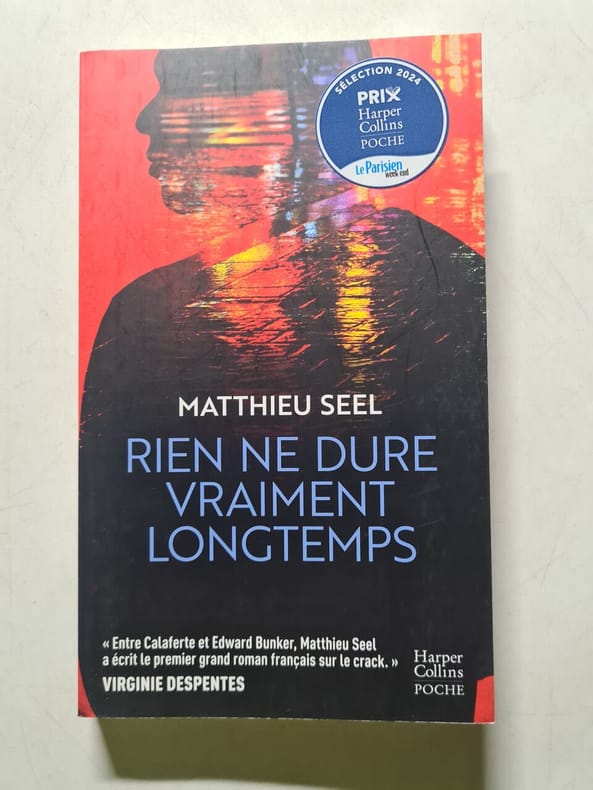 SÉLECTION 2024
PRIX
Harper
Collins
POCHE
Le Parisien
week-end
MATTHIEU SEEL
RIEN NE DURE
VRAIMENT
LONGTEMPS
« Entre Calaferte et Edward Bunker, Matthieu Seel
a écrit le premier grand roman français sur le crack. »
VIRGINIE DESPENTES
Harper
Collins
POCHE